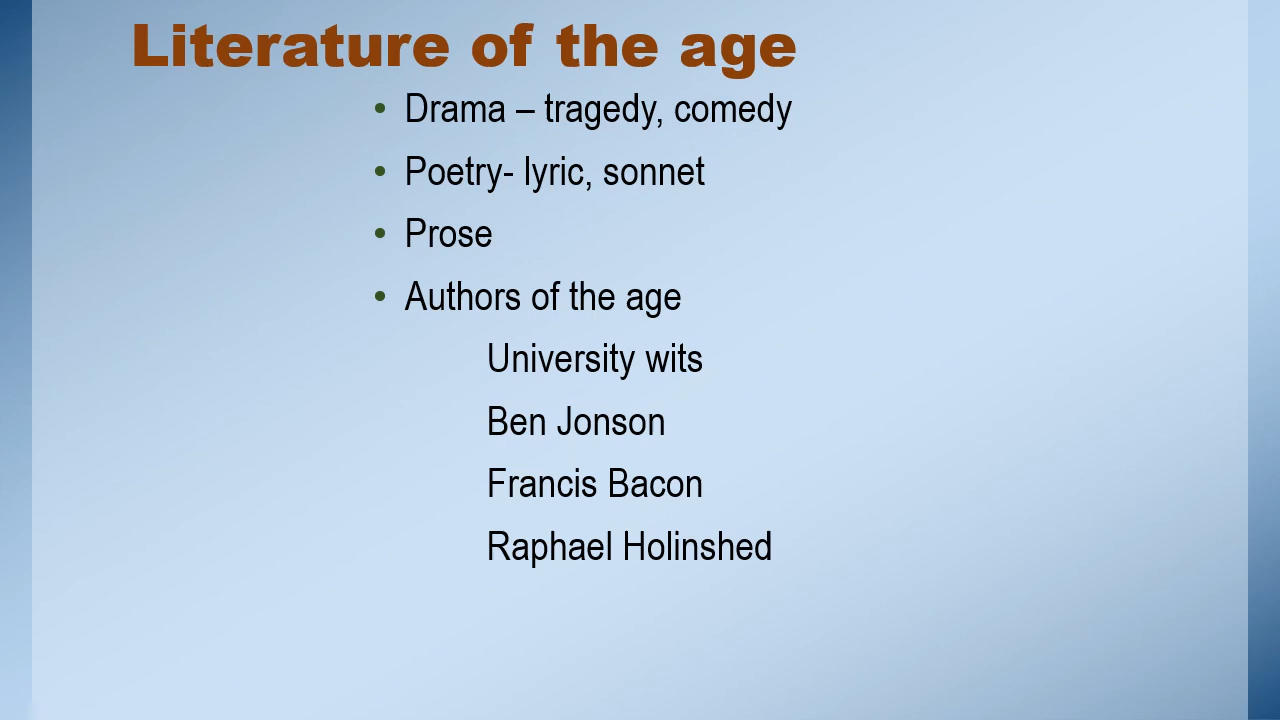 Literature of the age
• Drama – tragedy, comedy
• Poetry- lyric, sonnet
• Prose
• Authors of the age
University wits
Ben Jonson
Francis Bacon
Raphael Holinshed